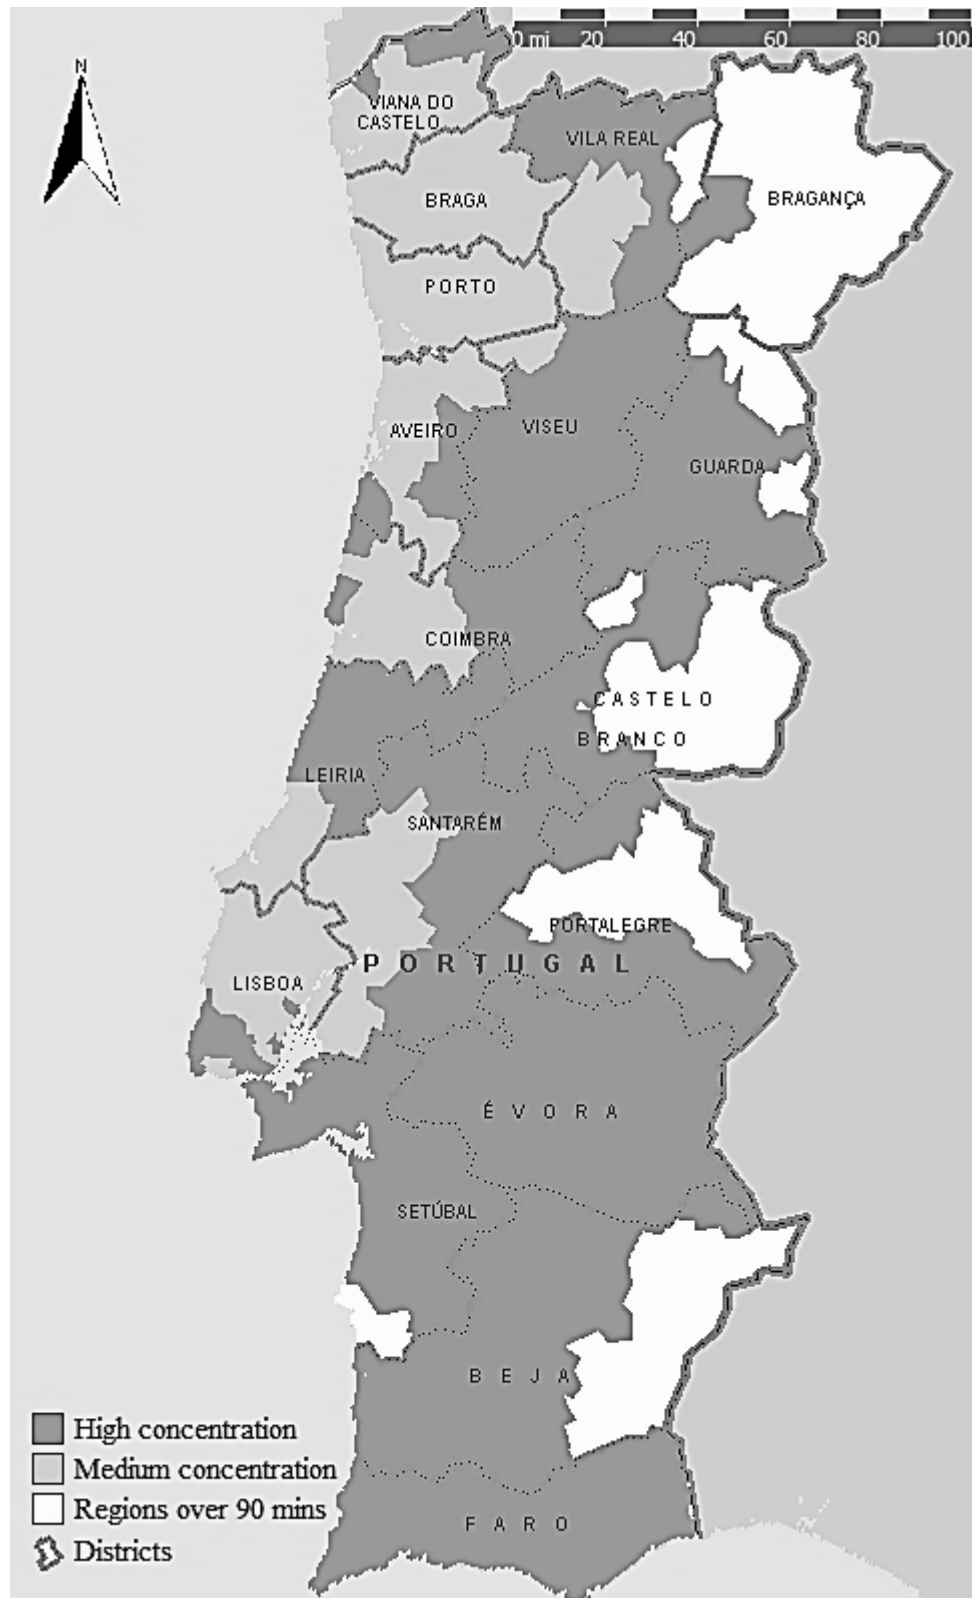 0 mi 20 40 60 80 100
N
VIANA DO
CASTELO
VILA REAL
BRAGANÇA
BRAGA
PORTO
AVEIRO
VISEU
GUARDA
COIMBRA
CASTELO
BRANCO
LEIRIA
SANTARÉM
PORTALEGRE
PORTUGAL
LISBOA
ÉVORA
SETÚBAL
BEJA
FARO
High concentration
Medium concentration
Regions over 90 mins
Districts